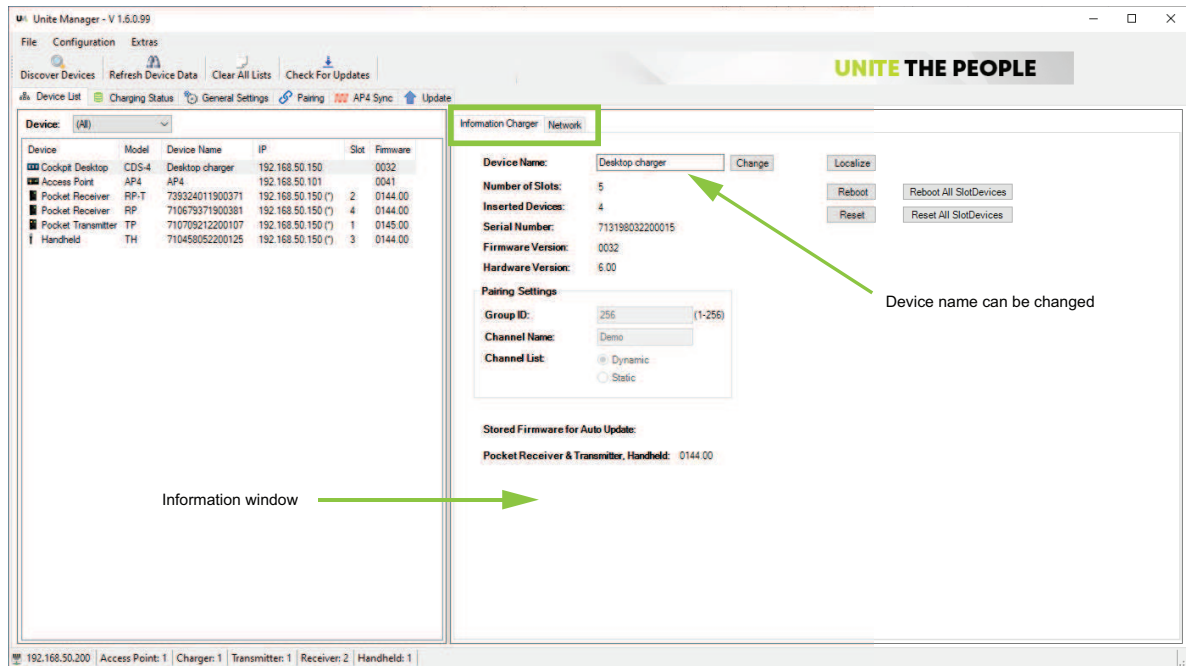 Unite Manager - V 1.6.0.99
File Configuration Extras
Discover Devices Refresh Device Data Clear All Lists Check For Updates
UNITE THE PEOPLE
Device List Charging Status General Settings Pairing AP4 Sync Update
Device: (All)
Device Model Device Name IP Slot Firmware
Cockpit Desktop CDS-4 Desktop charger 192.168.50.150 0032
Access Point AP4 AP4 192.168.50.101 0041
Pocket Receiver RP-T 739324011900371 192.168.50.150 (*) 2 0144.00
Pocket Receiver RP 710679371900381 192.168.50.150 (*) 4 0144.00
Pocket Transmitter TP 710709212200107 192.168.50.150 (*) 1 0145.00
Handheld TH 710458052200125 192.168.50.150 (*) 3 0144.00
Information Charger Network
Device Name: Desktop charger Change Localize
Number of Slots: 5 Reboot Reboot All SlotDevices
Inserted Devices: 4 Reset Reset All SlotDevices
Serial Number: 713198032200015
Firmware Version: 0032
Hardware Version: 6.00
Pairing Settings
Group ID: 256 (1-256)
Channel Name: Demo
Channel List: Dynamic
Static
Device name can be changed
Stored Firmware for Auto Update:
Pocket Receiver & Transmitter, Handheld: 0144.00
Information window
192.168.50.200 Access Point: 1 Charger: 1 Transmitter: 1 Receiver: 2 Handheld: 1